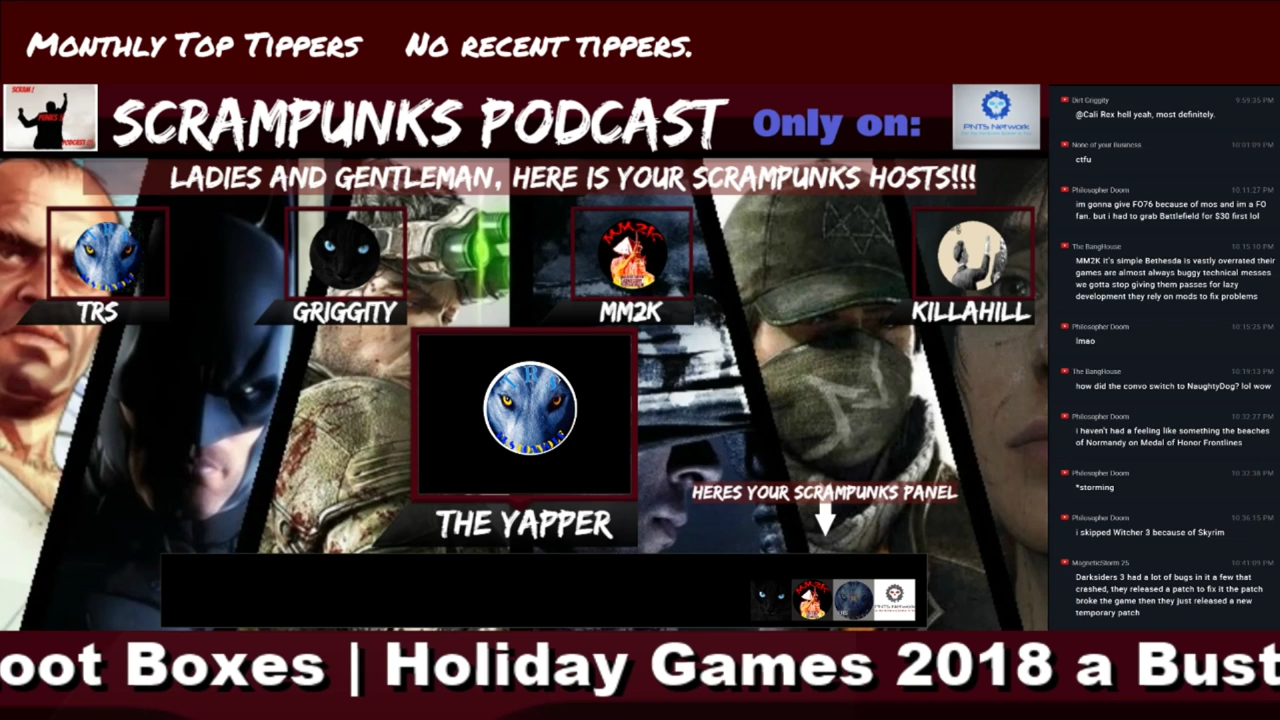 Monthly Top Tippers No recent tippers.
SCRAM!
PUNKS
PODCAST
SCRAMPUNKS PODCAST Only on:
PNTS Network
LADIES AND GENTLEMAN, HERE IS YOUR SCRAMPUNKS HOSTS!!!
MM2K
TRS
GRIGGITY
MM2K
KILLAHILL
TRS
THE YAPPER
HERES YOUR SCRAMPUNKS PANEL
PNTS Network
Dirt Griggity 9:59:35 PM
@Cali Rex hell yeah, most definitely.
None of your Business 10:01:09 PM
ctfu
Philosopher Doom 10:11:27 PM
im gonna give FO76 because of mos and im a FO
fan. but i had to grab Battlefield for $30 first lol
The BangHouse 10:15:10 PM
MM2K it's simple Bethesda is vastly overrated their
games are almost always buggy technical messes
we gotta stop giving them passes for lazy
development they rely on mods to fix problems
Philosopher Doom 10:15:25 PM
lmao
The BangHouse 10:19:13 PM
how did the convo switch to NaughtyDog? lol wow
Philosopher Doom 10:32:27 PM
i haven't had a feeling like something the beaches
of Normandy on Medal of Honor Frontlines
Philosopher Doom 10:32:38 PM
*storming
Philosopher Doom 10:36:15 PM
i skipped Witcher 3 because of Skyrim
MagneticStorm 25 10:41:09 PM
Darksiders 3 had a lot of bugs in it a few that
crashed, they released a patch to fix it the patch
broke the game then they just released a new
temporary patch
oot Boxes | Holiday Games 2018 a Bust